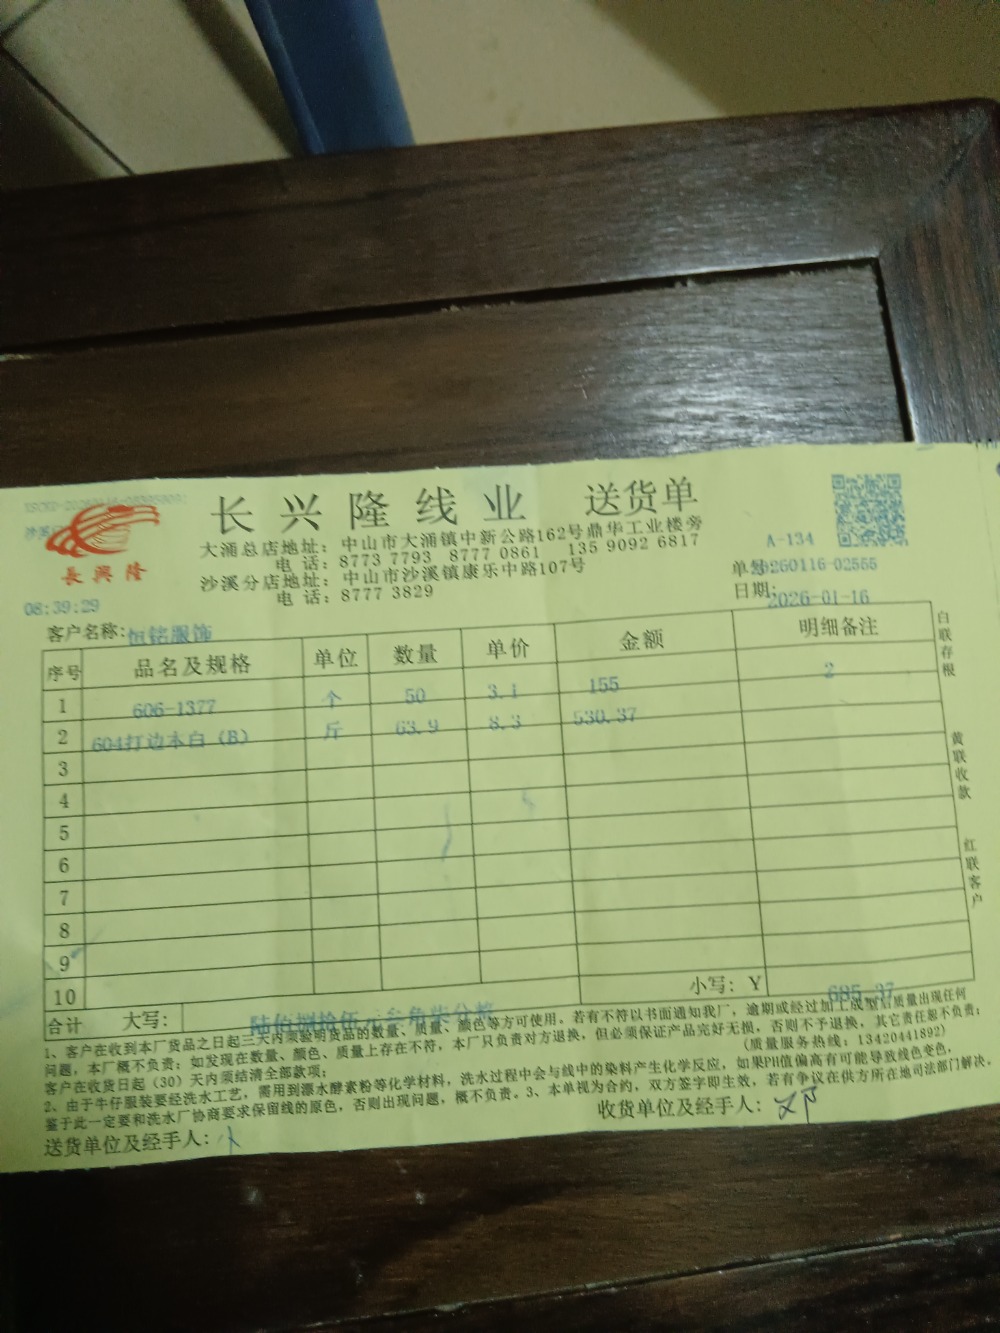 長興隆
长兴隆线业 送货单
大涌总店地址：中山市大涌镇中新公路162号鼎华工业楼旁
电 话：8773 7793 8777 0861 135 9092 6817
沙溪分店地址：中山市沙溪镇康乐中路107号
电 话：8777 3829
A-134
单号:260116-02555
日期:2026-01-16
08:39:29
客户名称:恒铭服饰
序号 品名及规格 单位 数量 单价 金额 明细备注
1 606-1377 个 50 3.1 155 2
2 604打边本白（B） 斤 63.9 8.3 530.37
3
4
5
6
7
8
9
10
小写：Y 685.37
合计 大写：陆佰捌拾伍元叁角柒分整
白联存根
黄联收款
红联客户
1、客户在收到本厂货品之日起三天内须验明货品的数量、质量、颜色等方可使用，若有不符以书面通知我厂，逾期或经过加工成型后质量出现任何
问题，本厂概不负责；如发现在数量、颜色、质量上存在不符，本厂只负责对方退换，但必须保证产品完好无损，否则不予退换，其它责任恕不负责；
客户在收货日起（30）天内须结清全部款项；
（质量服务热线：13420441892）
2、由于牛仔服装要经洗水工艺，需用到漂水酵素粉等化学材料，洗水过程中会与线中的染料产生化学反应，如果PH值偏高有可能导致线色变色，
鉴于此一定要和洗水厂协商要求保留线的原色，否则出现问题，概不负责。3、本单视为合约，双方签字即生效，若有争议在供方所在地司法部门解决。
送货单位及经手人：
收货单位及经手人：邓